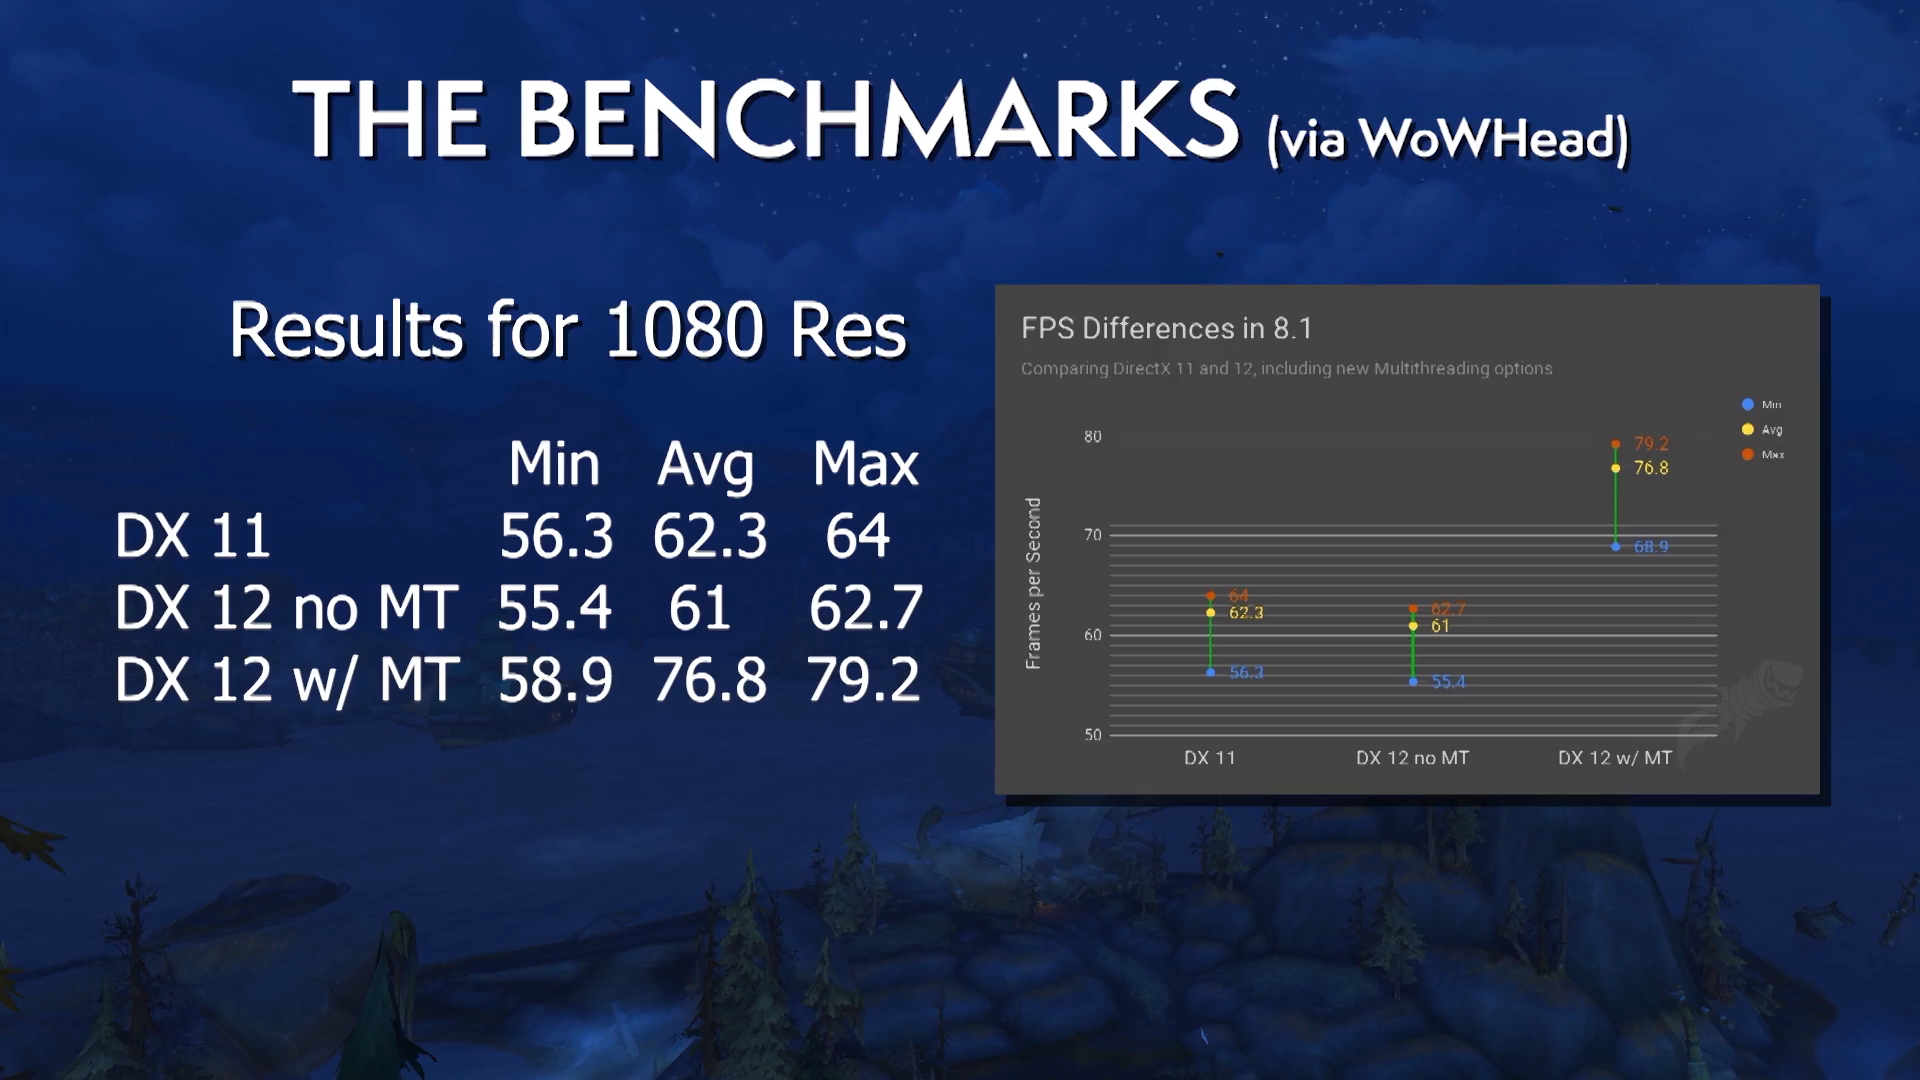 THE BENCHMARKS (via WoWHead)
Results for 1080 Res
Min Avg Max
DX 11 56.3 62.3 64
DX 12 no MT 55.4 61 62.7
DX 12 w/ MT 58.9 76.8 79.2
FPS Differences in 8.1
Comparing DirectX 11 and 12, including new Multithreading options
Min
Avg
Max
Frames per Second
80
70
60
50
64
62.3
56.3
62.7
61
55.4
79.2
76.8
68.9
DX 11 DX 12 no MT DX 12 w/ MT